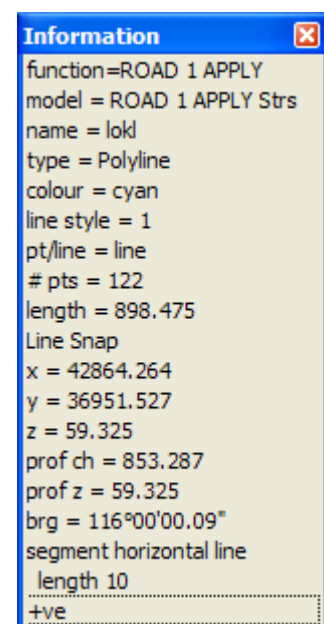 Information
function=ROAD 1 APPLY
model = ROAD 1 APPLY Strs
name = lokl
type = Polyline
colour = cyan
line style = 1
pt/line = line
# pts = 122
length = 898.475
Line Snap
x = 42864.264
y = 36951.527
z = 59.325
prof ch = 853.287
prof z = 59.325
brg = 116°00'00.09"
segment horizontal line
length 10
+ve